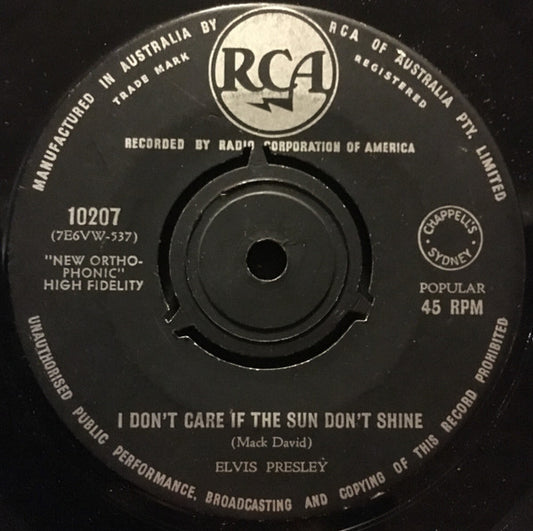 MANUFACTURED IN AUSTRALIA BY RCA OF AUSTRALIA PTY. LIMITED
TRADE MARK
REGISTERED
RCA
RECORDED BY RADIO CORPORATION OF AMERICA
10207
(7E6VW-537)
"NEW ORTHO-
PHONIC"
HIGH FIDELITY
CHAPPELL'S
SYDNEY
POPULAR
45 RPM
I DON'T CARE IF THE SUN DON'T SHINE
(Mack David)
ELVIS PRESLEY
UNAUTHORISED PUBLIC PERFORMANCE, BROADCASTING AND COPYING OF THIS RECORD PROHIBITED